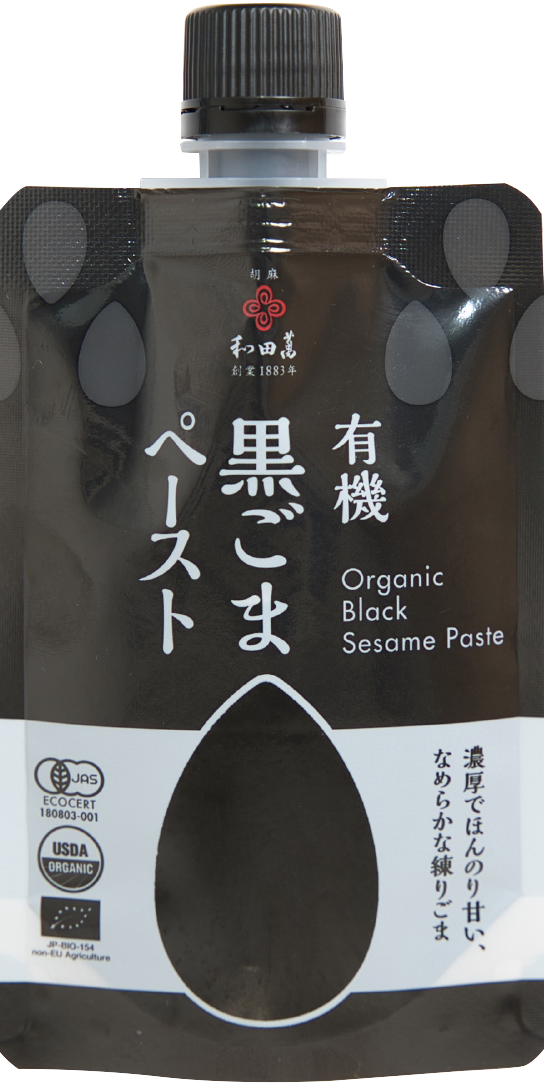 胡麻
和田萬
創業1883年
有機
黒ごま
ペースト
Organic
Black
Sesame Paste
濃厚でほんのり甘い、
なめらかな練りごま
JAS
ECOCERT
180803-001
USDA
ORGANIC
JP-BIO-154
non-EU Agriculture